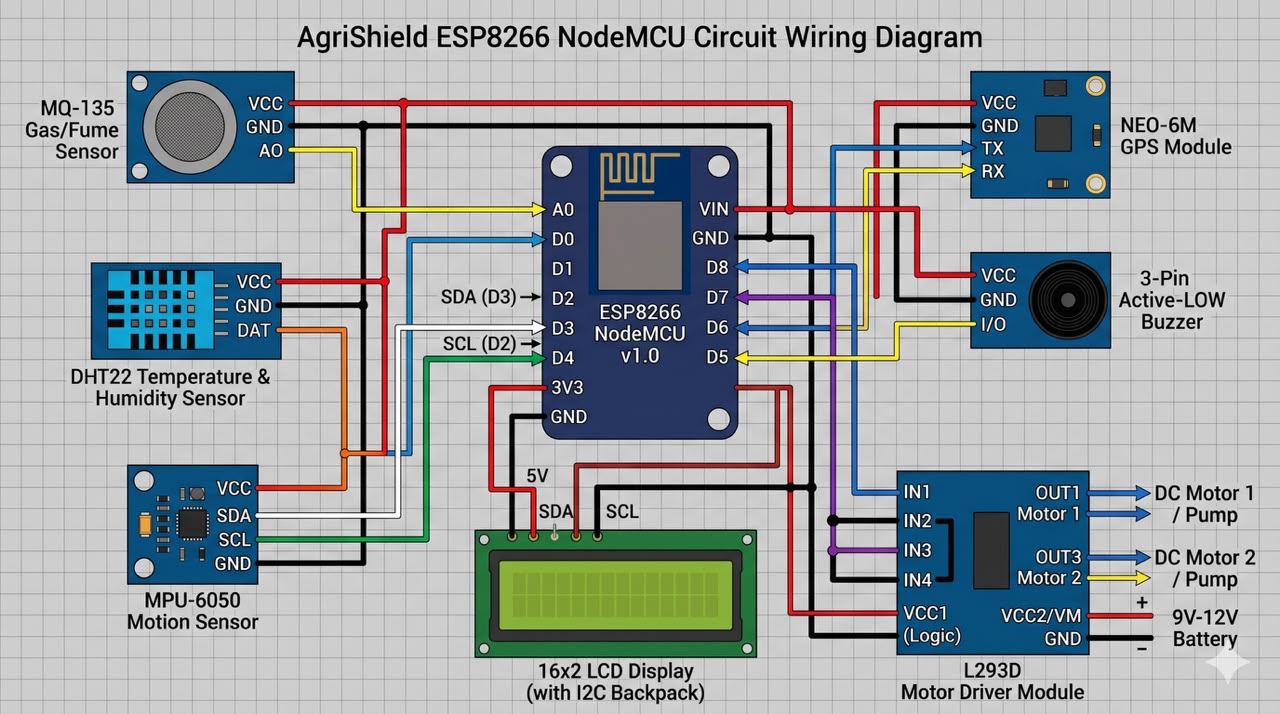 AgriShield ESP8266 NodeMCU Circuit Wiring Diagram
MQ-135
Gas/Fume
Sensor
VCC
GND
AO
DHT22 Temperature &
Humidity Sensor
VCC
GND
DAT
MPU-6050
Motion Sensor
VCC
SDA
SCL
GND
SDA (D3)
SCL (D2)
A0
D0
D1
D2
D3
D4
3V3
GND
ESP8266
NodeMCU
v1.0
VIN
GND
D8
D7
D6
D5
5V
SDA
SCL
16x2 LCD Display
(with I2C Backpack)
VCC
GND
TX
RX
NEO-6M
GPS Module
VCC
GND
I/O
3-Pin
Active-LOW
Buzzer
IN1
IN2
IN3
IN4
VCC1
(Logic)
OUT1
Motor 1
OUT3
Motor 2
VCC2/VM
GND
DC Motor 1
/ Pump
DC Motor 2
/ Pump
+
9V-12V
Battery
−
L293D
Motor Driver Module